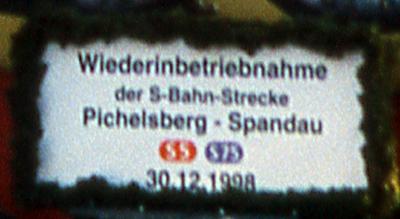 Wiederinbetriebnahme
der S-Bahn-Strecke
Pichelsberg - Spandau
S5 S75
30.12.1998